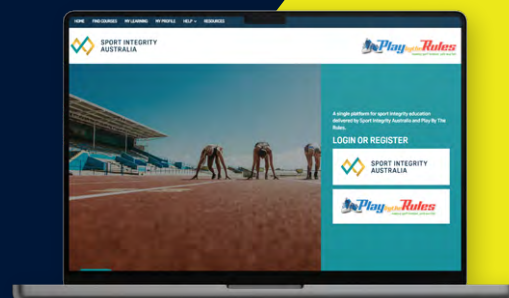 HOME FIND COURSES MY LEARNING MY PROFILE HELP RESOURCES
SPORT INTEGRITY
AUSTRALIA
Play by the Rules
A single platform for sport integrity education
delivered by Sport Integrity Australia and Play By The
Rules.
LOGIN OR REGISTER
SPORT INTEGRITY
AUSTRALIA
Play by the Rules